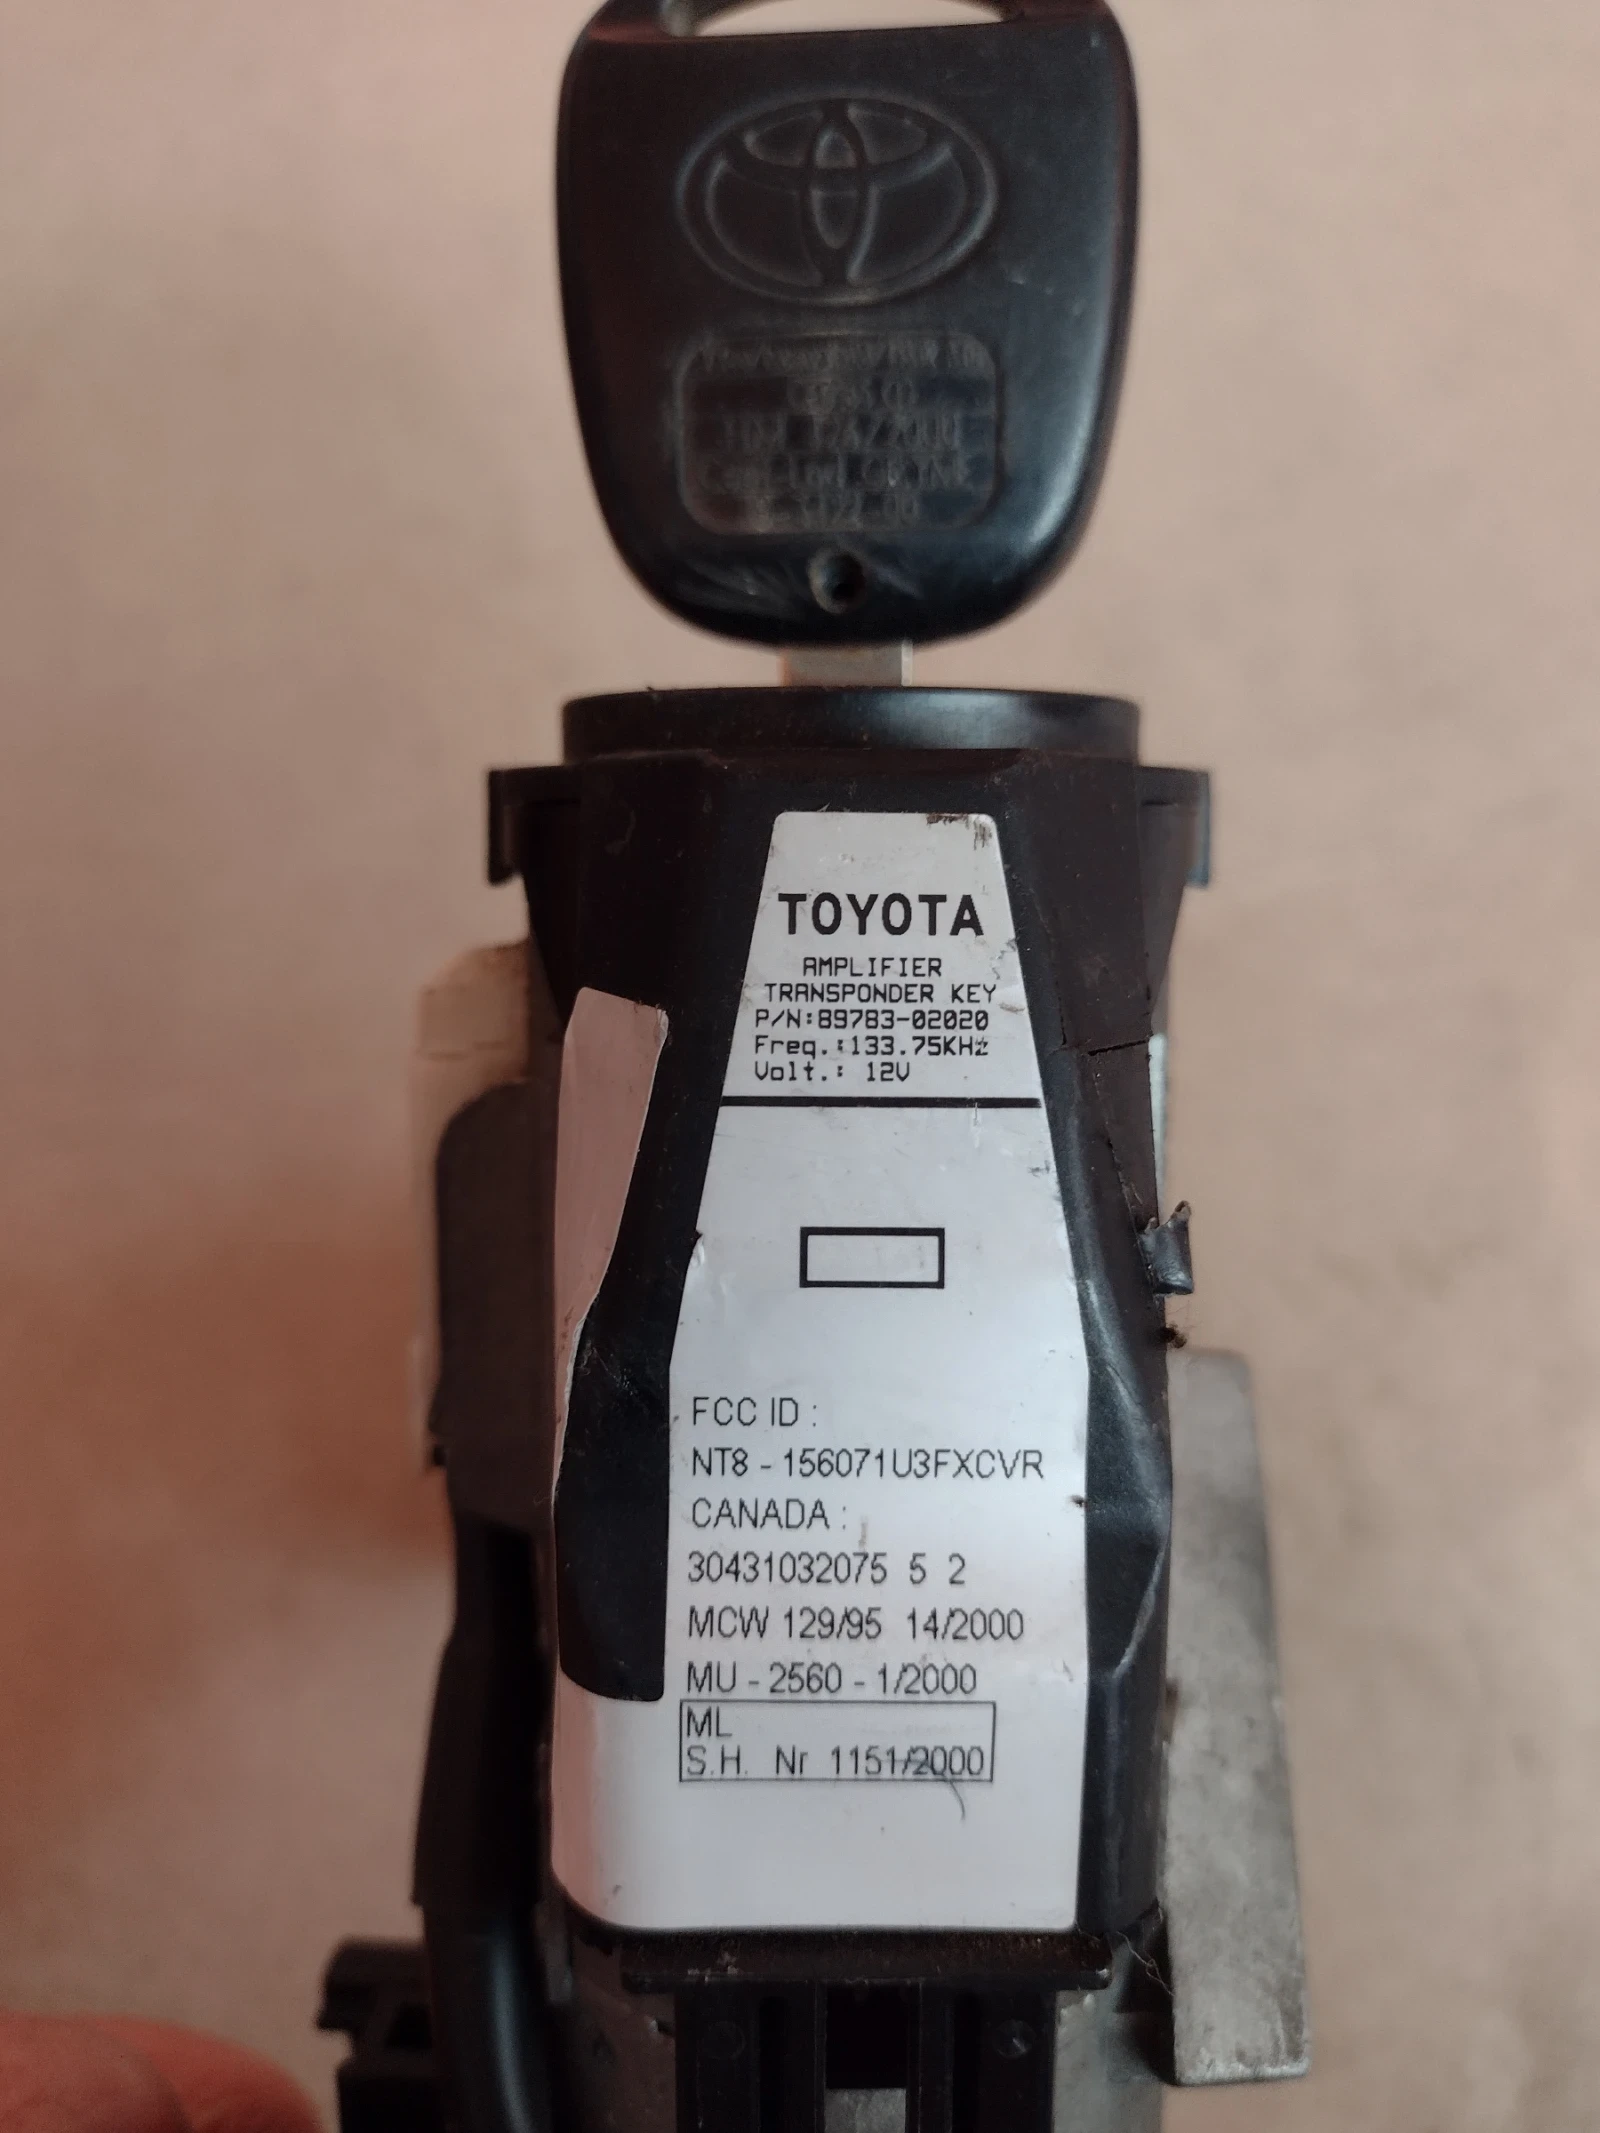 TOYOTA
AMPLIFIER
TRANSPONDER KEY
P/N:89783-02020
Freq.:133.75KHz
Volt.: 12V
FCC ID :
NT8 - 156071U3FXCVR
CANADA :
30431032075 5 2
MCW 129/95 14/2000
MU - 2560 - 1/2000
ML
S.H. Nr 1151/2000